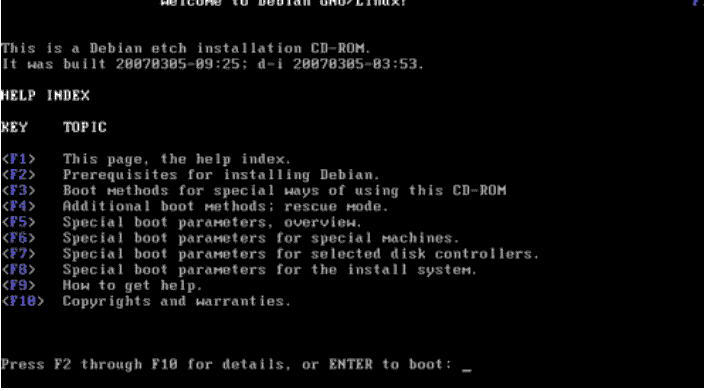 Welcome to Debian GNU/Linux!
This is a Debian etch installation CD-ROM.
It was built 20070305-09:25; d-i 20070305-03:53.
HELP INDEX
KEY TOPIC
<F1> This page, the help index.
<F2> Prerequisites for installing Debian.
<F3> Boot methods for special ways of using this CD-ROM
<F4> Additional boot methods; rescue mode.
<F5> Special boot parameters, overview.
<F6> Special boot parameters for special machines.
<F7> Special boot parameters for selected disk controllers.
<F8> Special boot parameters for the install system.
<F9> How to get help.
<F10> Copyrights and warranties.
Press F2 through F10 for details, or ENTER to boot: _